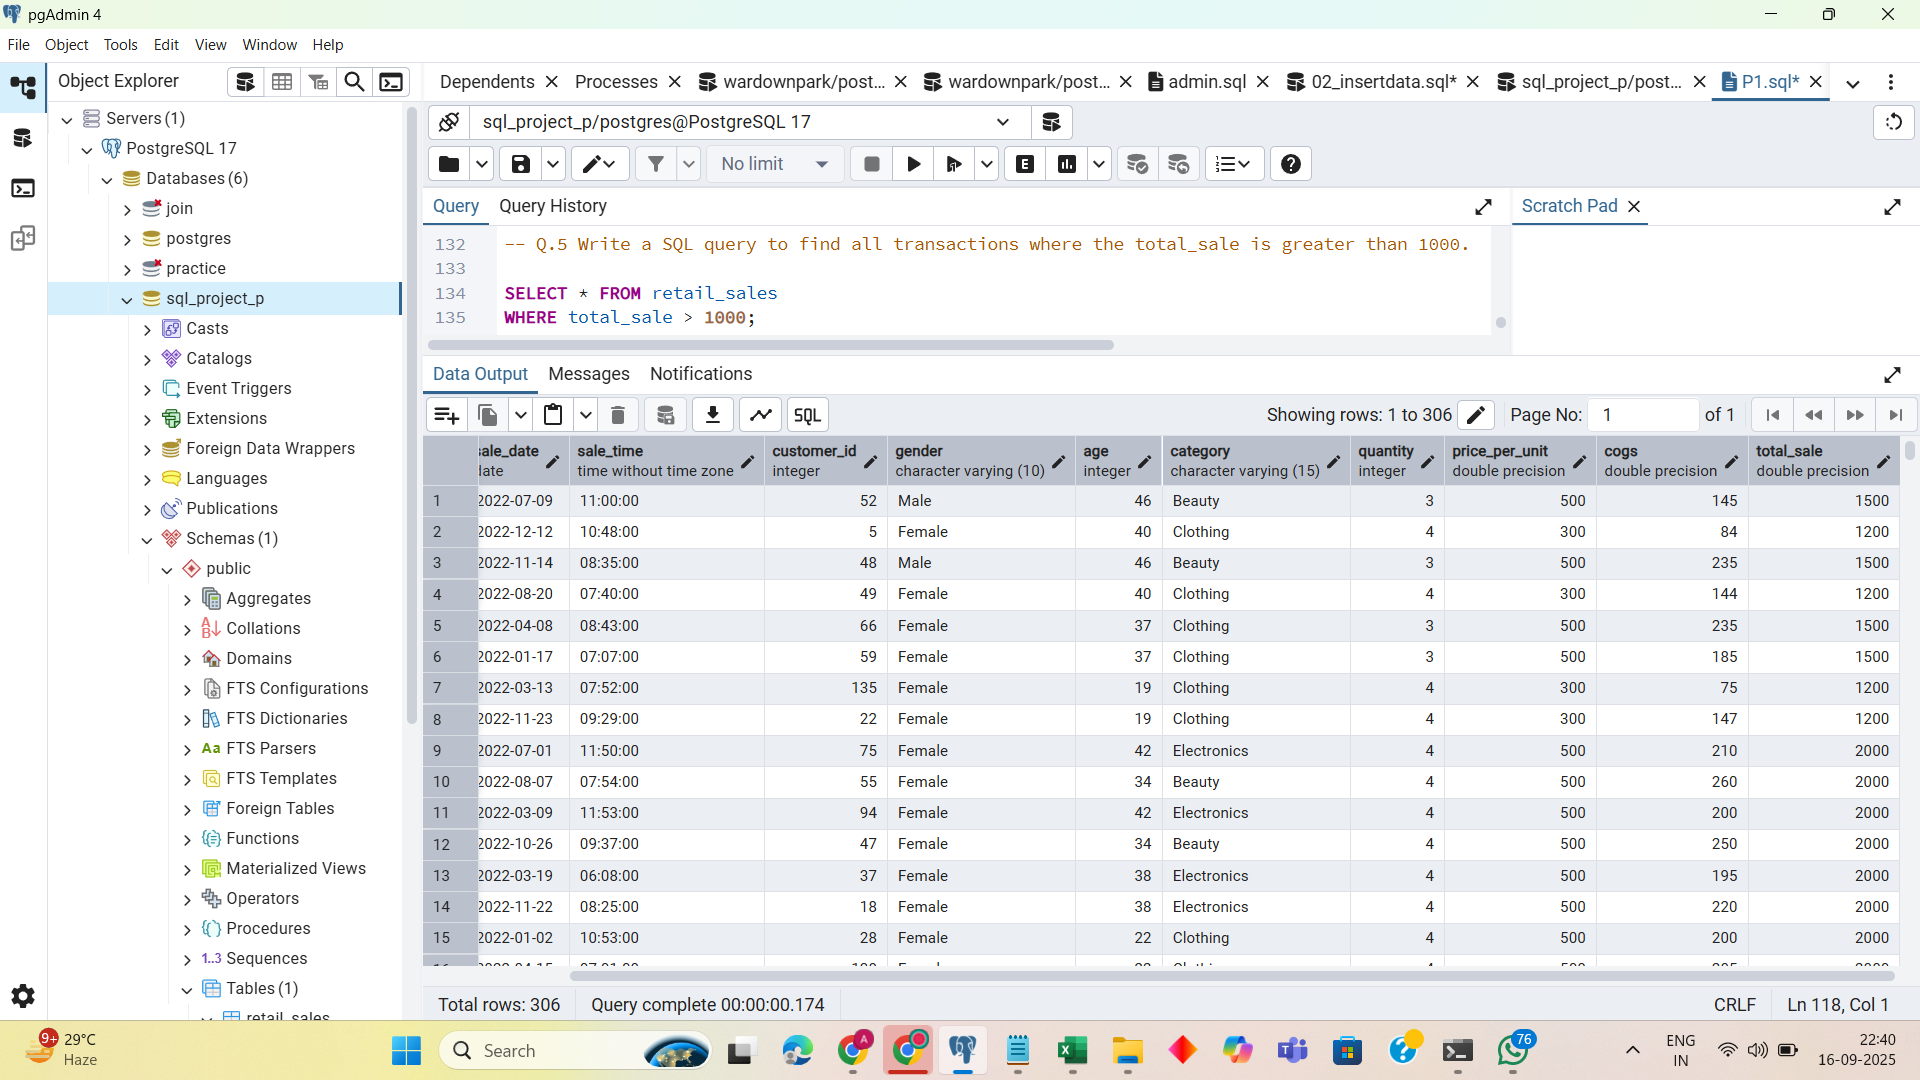 pgAdmin 4
File Object Tools Edit View Window Help
Object Explorer
Dependents Processes wardownpark/post... wardownpark/post... admin.sql 02_insertdata.sql* sql_project_p/post... P1.sql*
Servers (1)
PostgreSQL 17
Databases (6)
join
postgres
practice
sql_project_p
Casts
Catalogs
Event Triggers
Extensions
Foreign Data Wrappers
Languages
Publications
Schemas (1)
public
Aggregates
Collations
Domains
FTS Configurations
FTS Dictionaries
Aa FTS Parsers
FTS Templates
Foreign Tables
Functions
Materialized Views
Operators
Procedures
1..3 Sequences
Tables (1)
retail_sales
sql_project_p/postgres@PostgreSQL 17
No limit
E
Query Query History
Scratch Pad
132 -- Q.5 Write a SQL query to find all transactions where the total_sale is greater than 1000.
133
134 SELECT * FROM retail_sales
135 WHERE total_sale > 1000;
Data Output Messages Notifications
SQL Showing rows: 1 to 306 Page No: 1 of 1
sale_date sale_time customer_id gender age category quantity price_per_unit cogs total_sale
date time without time zone integer character varying (10) integer character varying (15) integer double precision double precision double precision
1 2022-07-09 11:00:00 52 Male 46 Beauty 3 500 145 1500
2 2022-12-12 10:48:00 5 Female 40 Clothing 4 300 84 1200
3 2022-11-14 08:35:00 48 Male 46 Beauty 3 500 235 1500
4 2022-08-20 07:40:00 49 Female 40 Clothing 4 300 144 1200
5 2022-04-08 08:43:00 66 Female 37 Clothing 3 500 235 1500
6 2022-01-17 07:07:00 59 Female 37 Clothing 3 500 185 1500
7 2022-03-13 07:52:00 135 Female 19 Clothing 4 300 75 1200
8 2022-11-23 09:29:00 22 Female 19 Clothing 4 300 147 1200
9 2022-07-01 11:50:00 75 Female 42 Electronics 4 500 210 2000
10 2022-08-07 07:54:00 55 Female 34 Beauty 4 500 260 2000
11 2022-03-09 11:53:00 94 Female 42 Electronics 4 500 200 2000
12 2022-10-26 09:37:00 47 Female 34 Beauty 4 500 250 2000
13 2022-03-19 06:08:00 37 Female 38 Electronics 4 500 195 2000
14 2022-11-22 08:25:00 18 Female 38 Electronics 4 500 220 2000
15 2022-01-02 10:53:00 28 Female 22 Clothing 4 500 200 2000
Total rows: 306 Query complete 00:00:00.174 CRLF Ln 118, Col 1
9+ 29°C
Haze
Search
A
76
ENG
IN
22:40
16-09-2025